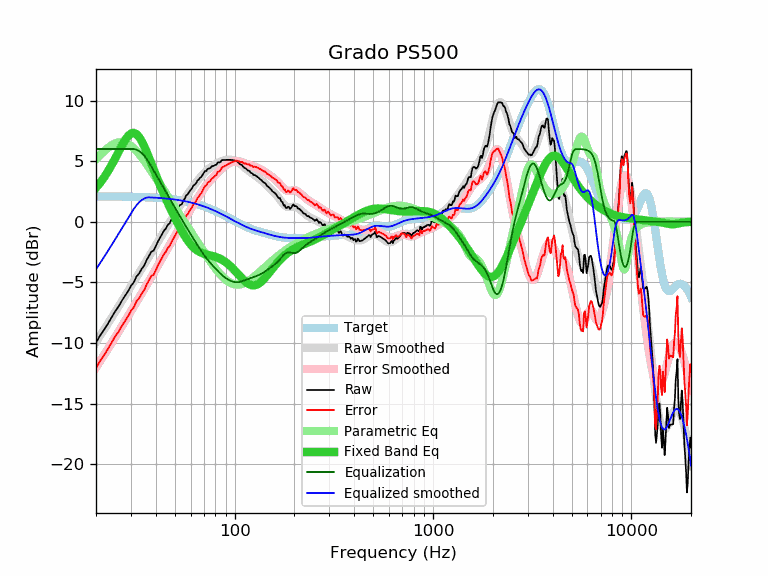 Grado PS500
Amplitude (dBr)
10
5
0
−5
−10
−15
−20
Target
Raw Smoothed
Error Smoothed
Raw
Error
Parametric Eq
Fixed Band Eq
Equalization
Equalized smoothed
100
1000
10000
Frequency (Hz)